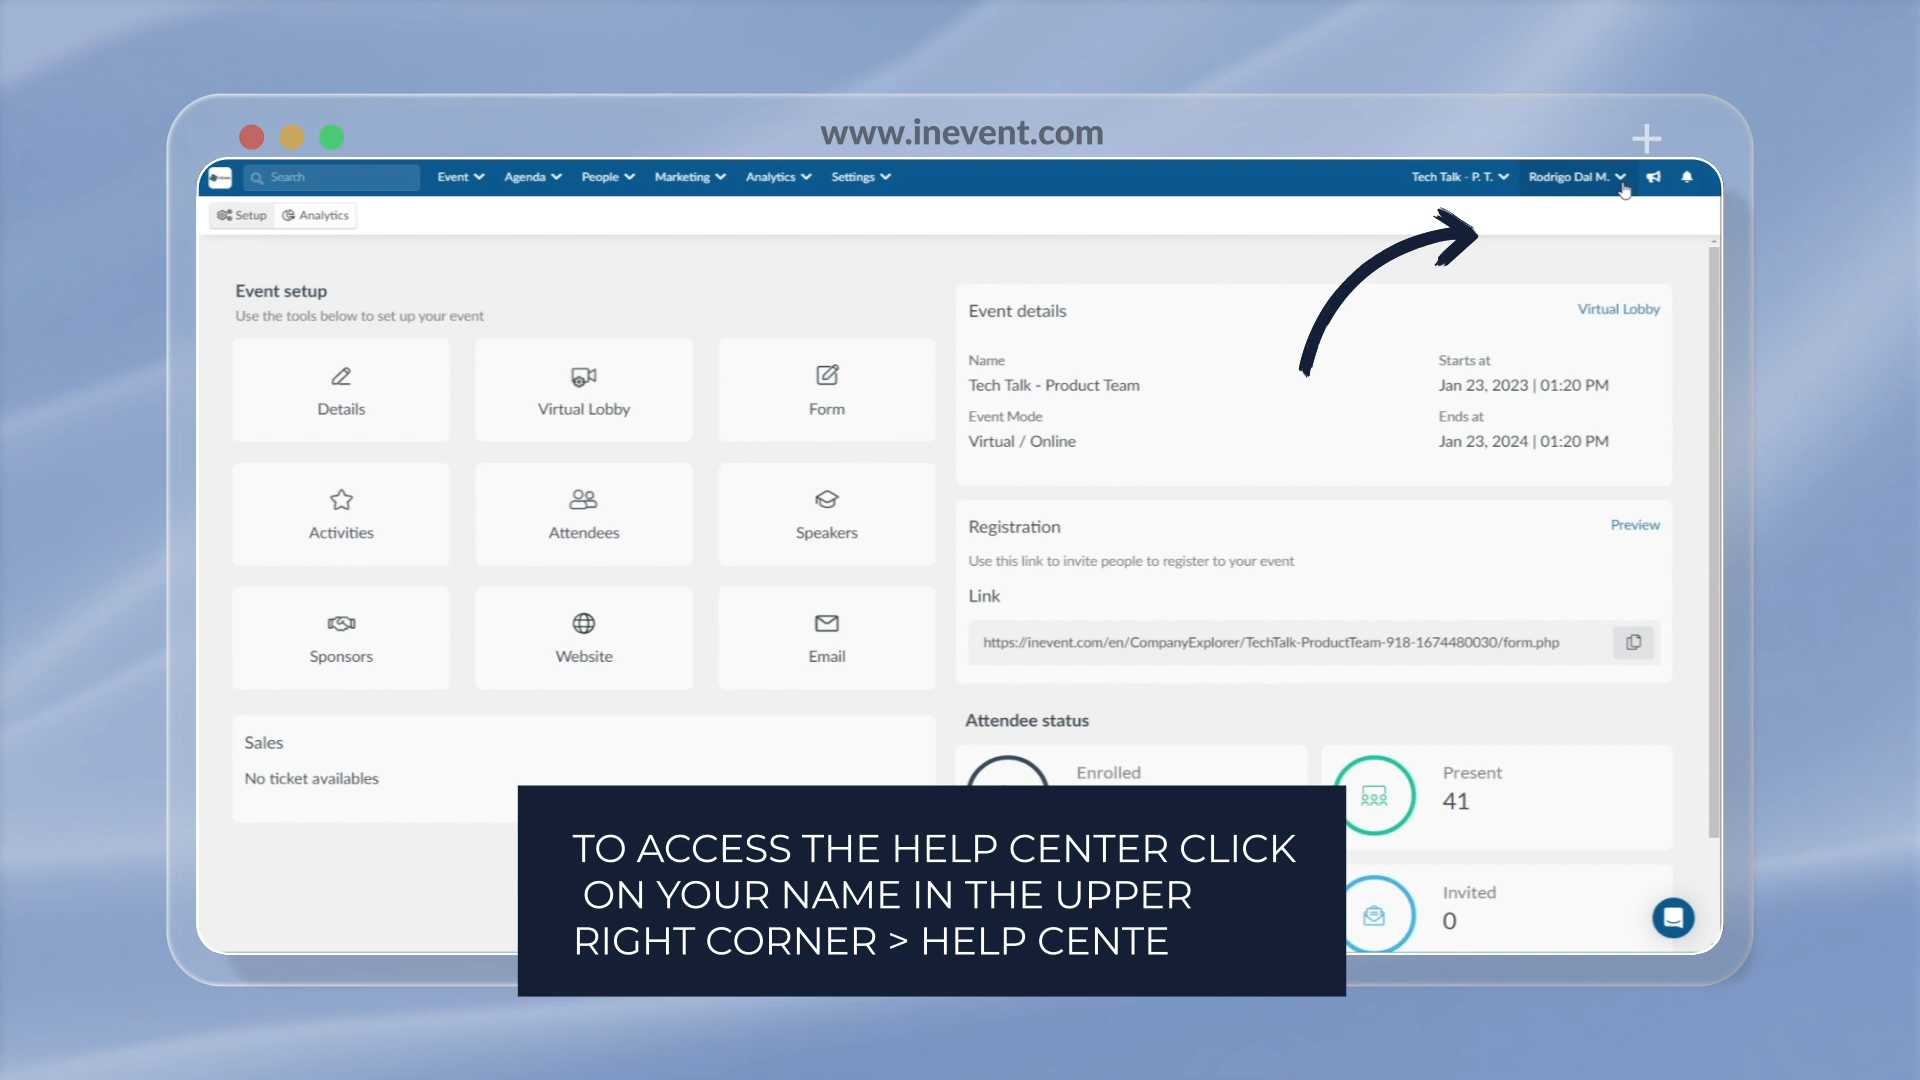 www.inevent.com
Search
Event
Agenda
People
Marketing
Analytics
Settings
Tech Talk - P. T.
Rodrigo Dal M.
Setup
Analytics
Event setup
Use the tools below to set up your event
Details
Virtual Lobby
Form
Activities
Attendees
Speakers
Sponsors
Website
Email
Sales
No ticket availables
Event details
Virtual Lobby
Name
Starts at
Tech Talk - Product Team
Jan 23, 2023 | 01:20 PM
Event Mode
Ends at
Virtual / Online
Jan 23, 2024 | 01:20 PM
Registration
Preview
Use this link to invite people to register to your event
Link
https://inevent.com/en/CompanyExplorer/TechTalk-ProductTeam-918-1674480030/form.php
Attendee status
Enrolled
Present
41
Invited
0
TO ACCESS THE HELP CENTER CLICK
ON YOUR NAME IN THE UPPER
RIGHT CORNER > HELP CENTE